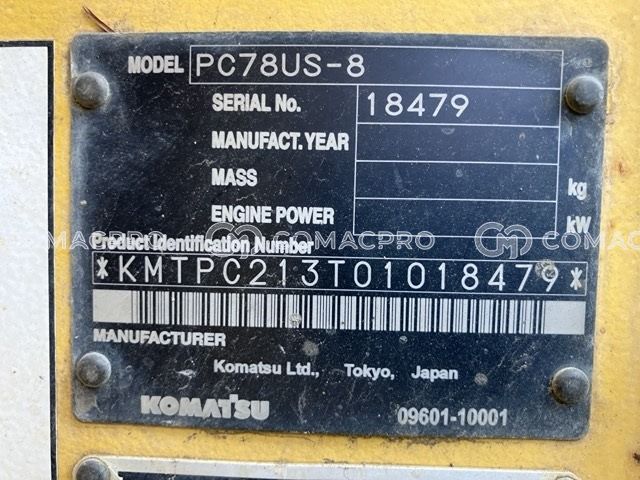 MODEL PC78US-8
SERIAL No. 18479
MANUFACT. YEAR
MASS kg
ENGINE POWER kW
COMACPRO COMACPRO COMACPRO
Product Identification Number
*KMTPC213T01018479*
MANUFACTURER
Komatsu Ltd., Tokyo, Japan
KOMATSU 09601-10001